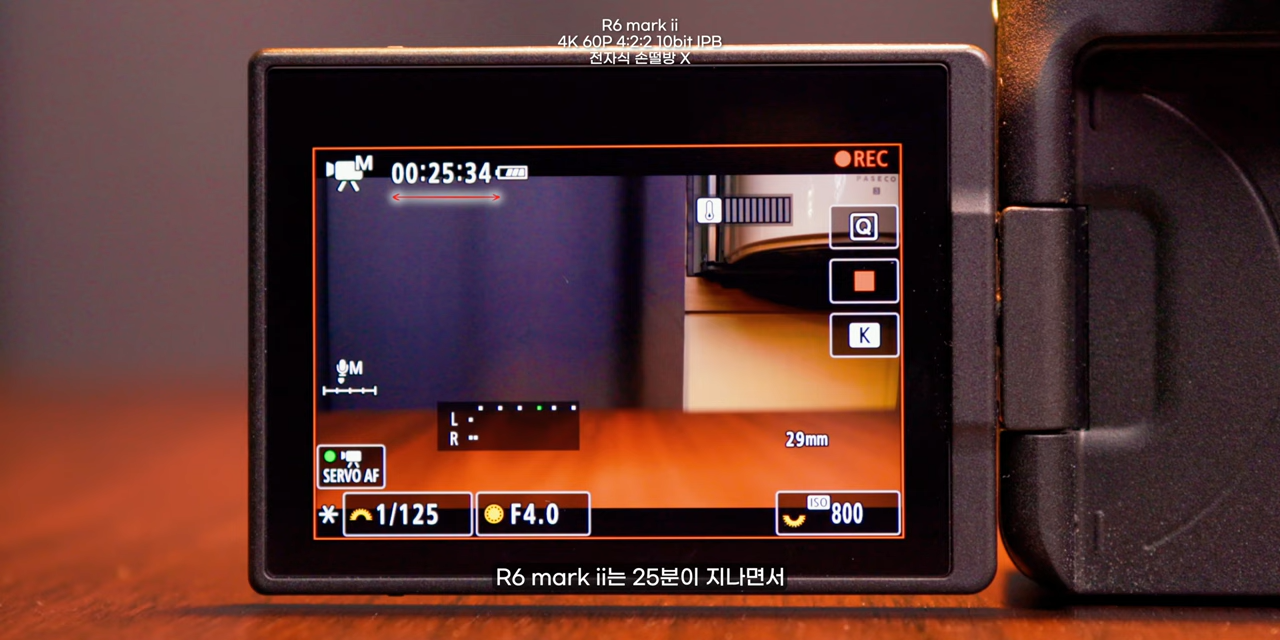 R6 mark ii
4K 60P 4:2:2 10bit IPB
전자식 손떨방 X
M 00:25:34 REC
PASECO
Q
K
M
L
R
29mm
SERVO AF
1/125 F4.0 ISO 800
R6 mark ii는 25분이 지나면서